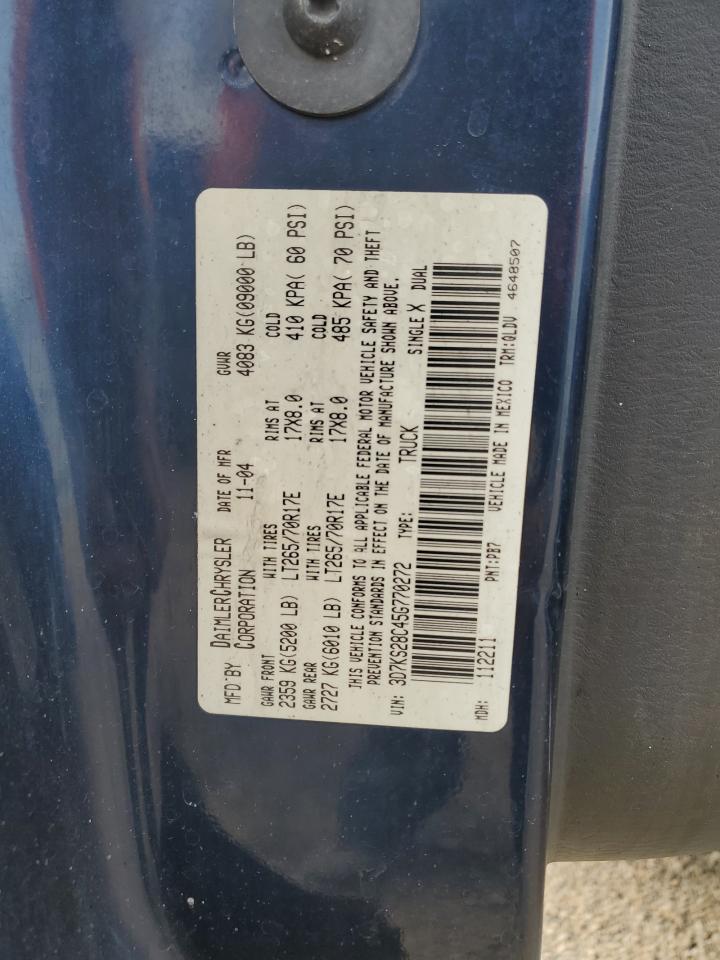 MFD BY DAIMLERCHRYSLER CORPORATION DATE OF MFR 11-04 GVWR 4083 KG(09000 LB)
GAWR FRONT WITH TIRES RIMS AT COLD
2359 KG(5200 LB) LT265/70R17E 17X8.0 410 KPA( 60 PSI)
GAWR REAR WITH TIRES RIMS AT COLD
2727 KG(6010 LB) LT265/70R17E 17X8.0 485 KPA( 70 PSI)
THIS VEHICLE CONFORMS TO ALL APPLICABLE FEDERAL MOTOR VEHICLE SAFETY AND THEFT
PREVENTION STANDARDS IN EFFECT ON THE DATE OF MANUFACTURE SHOWN ABOVE.
VIN: 3D7KS28C45G770272 TYPE: TRUCK SINGLE X DUAL
MDH: 112211 PNT:PB7 VEHICLE MADE IN MEXICO TRM:QLDV 4648507